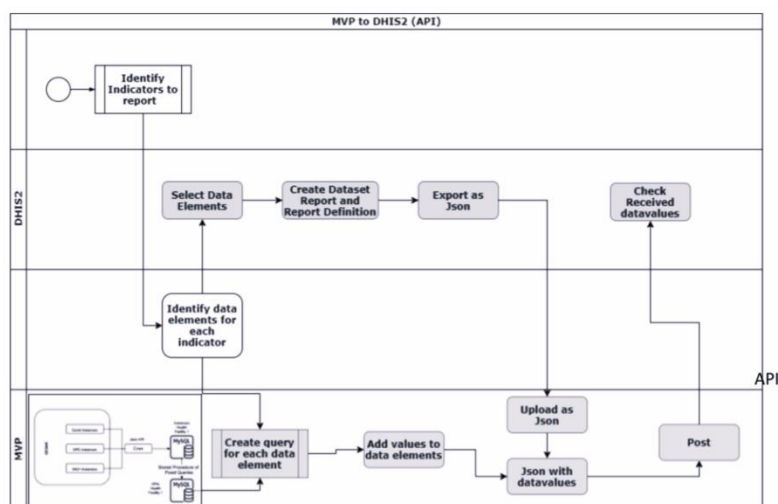 MVP to DHIS2 (API)
Identify
Indicators to
report
DHIS2
Select Data
Elements
Create Dataset
Report and
Report Definition
Export as
Json
Check
Received
datavalues
Identify data
elements for
each
indicator
API
MVP
MySQL
MySQL
Create query
for each data
element
Add values to
data elements
Upload as
Json
Json with
datavalues
Post